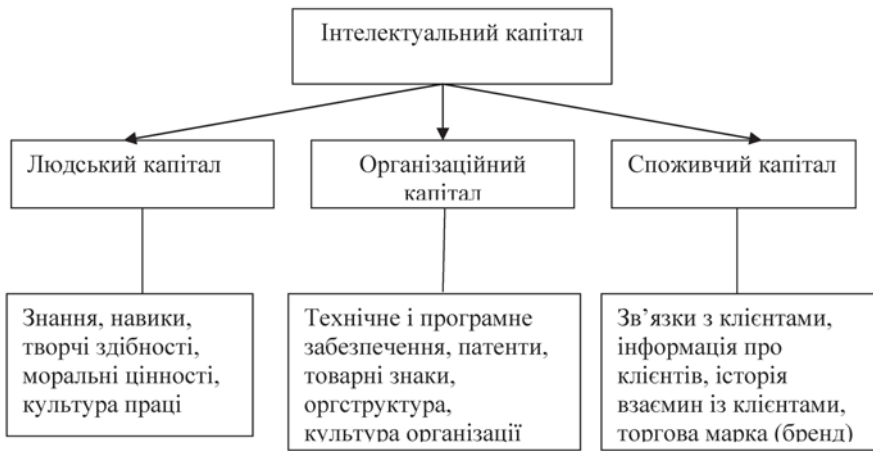 Інтелектуальний капітал
Людський капітал
Організаційний
капітал
Споживчий капітал
Знання, навики,
творчі здібності,
моральні цінності,
культура праці
Технічне і програмне
забезпечення, патенти,
товарні знаки,
оргструктура,
культура організації
Зв’язки з клієнтами,
інформація про
клієнтів, історія
взаємин із клієнтами,
торгова марка (бренд)